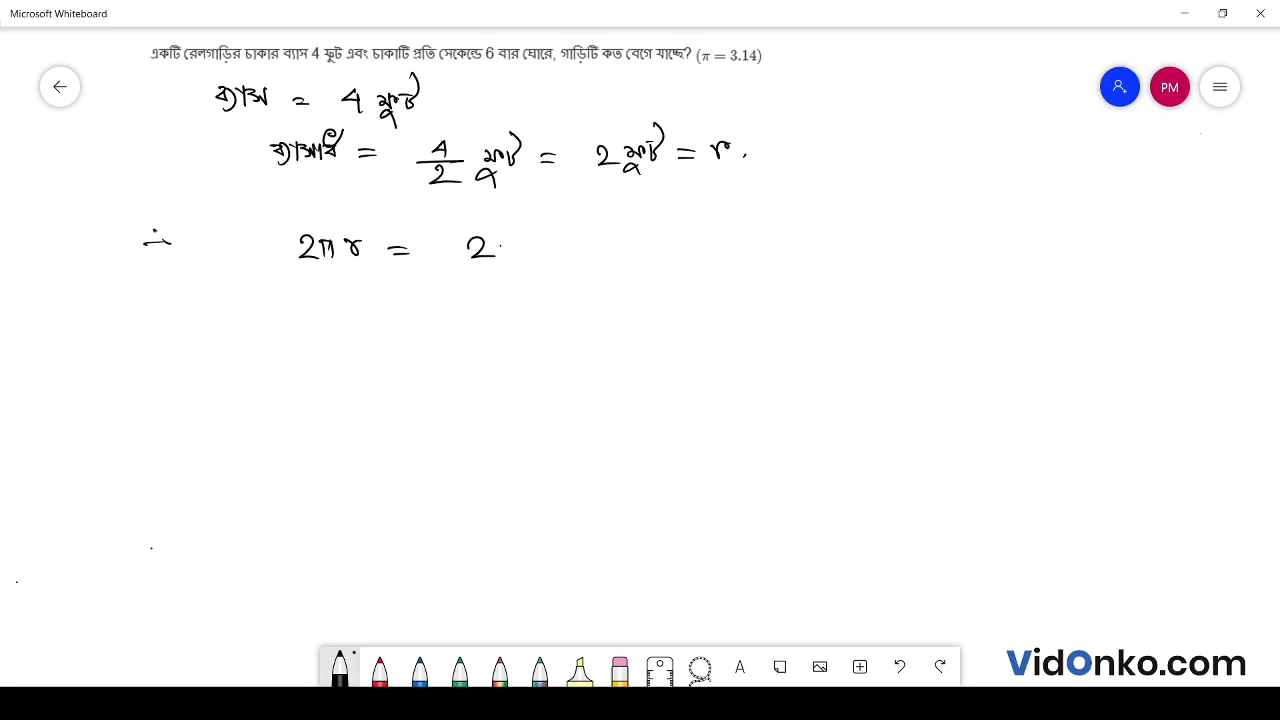 Microsoft Whiteboard
একটি রেলগাড়ির চাকার ব্যাস 4 ফুট এবং চাকাটি প্রতি সেকেন্ডে 6 বার ঘোরে, গাড়িটি কত বেগে যাচ্ছে? (π = 3.14)
PM
ব্যাস = 4 ফুট
ব্যাসার্ধ = 4/2 ফুট = 2 ফুট = r.
∴ 2πr = 2
A
VidOnko.com